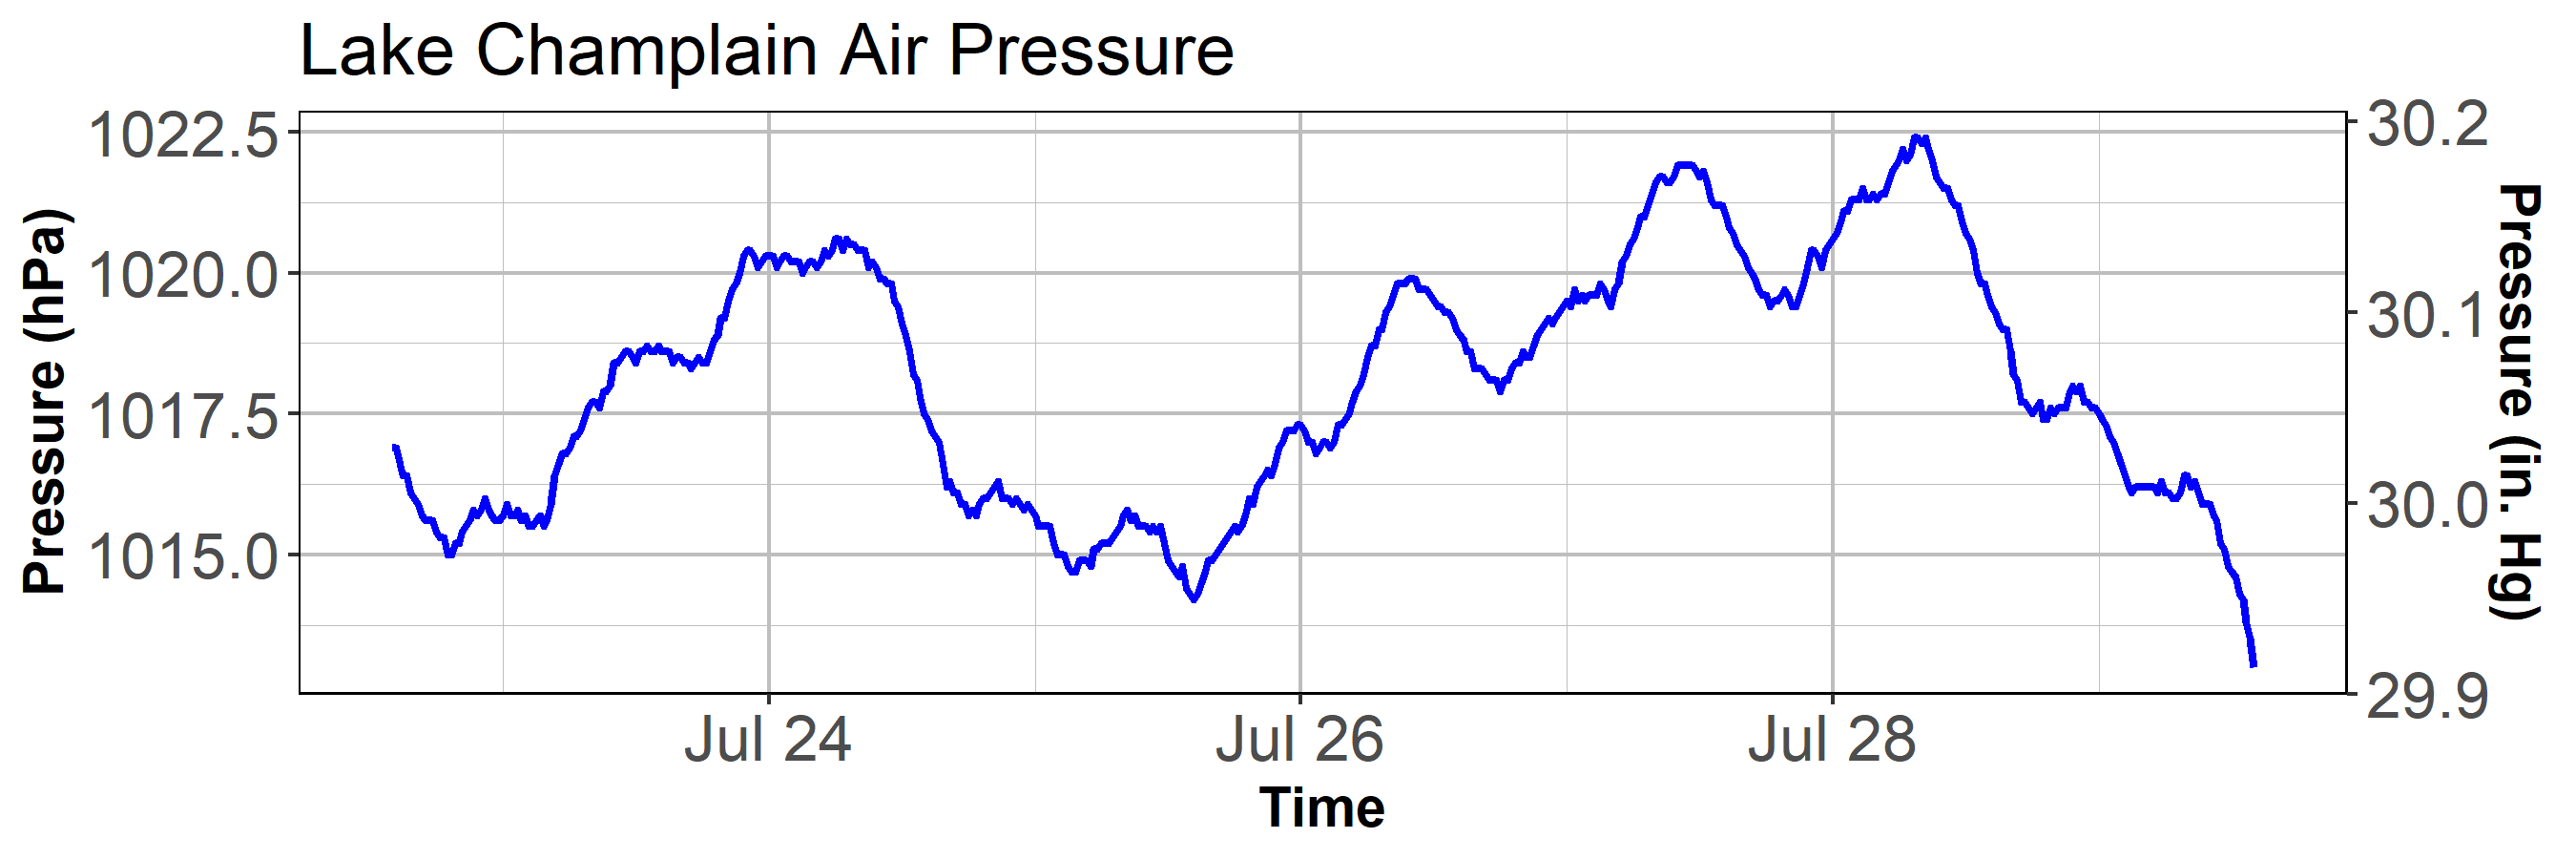 Lake Champlain Air Pressure
Pressure (hPa)
1022.5
1020.0
1017.5
1015.0
30.2
30.1
30.0
29.9
Pressure (in. Hg)
Jul 24 Jul 26 Jul 28
Time